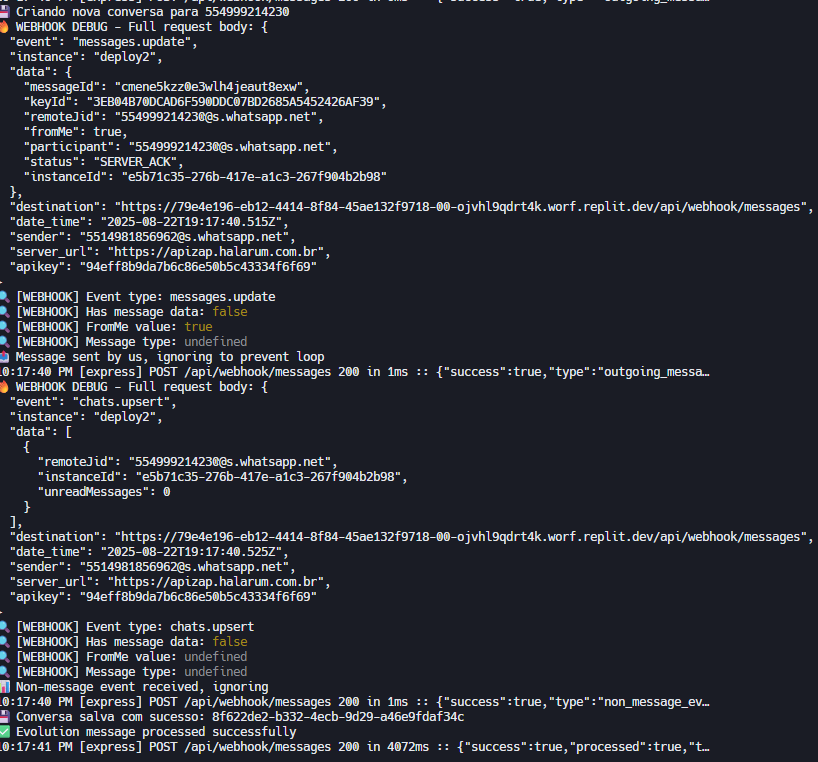 💾 Criando nova conversa para 554999214230
🔥 WEBHOOK DEBUG - Full request body: {
  "event": "messages.update",
  "instance": "deploy2",
  "data": {
    "messageId": "cmene5kzz0e3wlh4jeaut8exw",
    "keyId": "3EB04B70DCAD6F590DDC07BD2685A5452426AF39",
    "remoteJid": "554999214230@s.whatsapp.net",
    "fromMe": true,
    "participant": "554999214230@s.whatsapp.net",
    "status": "SERVER_ACK",
    "instanceId": "e5b71c35-276b-417e-a1c3-267f904b2b98"
  },
  "destination": "https://79e4e196-eb12-4414-8f84-45ae132f9718-00-ojvhl9qdrt4k.worf.replit.dev/api/webhook/messages",
  "date_time": "2025-08-22T19:17:40.515Z",
  "sender": "5514981856962@s.whatsapp.net",
  "server_url": "https://apizap.halarum.com.br",
  "apikey": "94eff8b9da7b6c86e50b5c43334f6f69"
🔍 [WEBHOOK] Event type: messages.update
🔍 [WEBHOOK] Has message data: false
🔍 [WEBHOOK] FromMe value: true
🔍 [WEBHOOK] Message type: undefined
📤 Message sent by us, ignoring to prevent loop
0:17:40 PM [express] POST /api/webhook/messages 200 in 1ms :: {"success":true,"type":"outgoing_messa…
🔥 WEBHOOK DEBUG - Full request body: {
  "event": "chats.upsert",
  "instance": "deploy2",
  "data": [
    {
      "remoteJid": "554999214230@s.whatsapp.net",
      "instanceId": "e5b71c35-276b-417e-a1c3-267f904b2b98",
      "unreadMessages": 0
    }
  ],
  "destination": "https://79e4e196-eb12-4414-8f84-45ae132f9718-00-ojvhl9qdrt4k.worf.replit.dev/api/webhook/messages",
  "date_time": "2025-08-22T19:17:40.525Z",
  "sender": "5514981856962@s.whatsapp.net",
  "server_url": "https://apizap.halarum.com.br",
  "apikey": "94eff8b9da7b6c86e50b5c43334f6f69"
🔍 [WEBHOOK] Event type: chats.upsert
🔍 [WEBHOOK] Has message data: false
🔍 [WEBHOOK] FromMe value: undefined
🔍 [WEBHOOK] Message type: undefined
📊 Non-message event received, ignoring
0:17:40 PM [express] POST /api/webhook/messages 200 in 1ms :: {"success":true,"type":"non_message_ev…
💾 Conversa salva com sucesso: 8f622de2-b332-4ecb-9d29-a46e9fdaf34c
✅ Evolution message processed successfully
0:17:41 PM [express] POST /api/webhook/messages 200 in 4072ms :: {"success":true,"processed":true,"t…